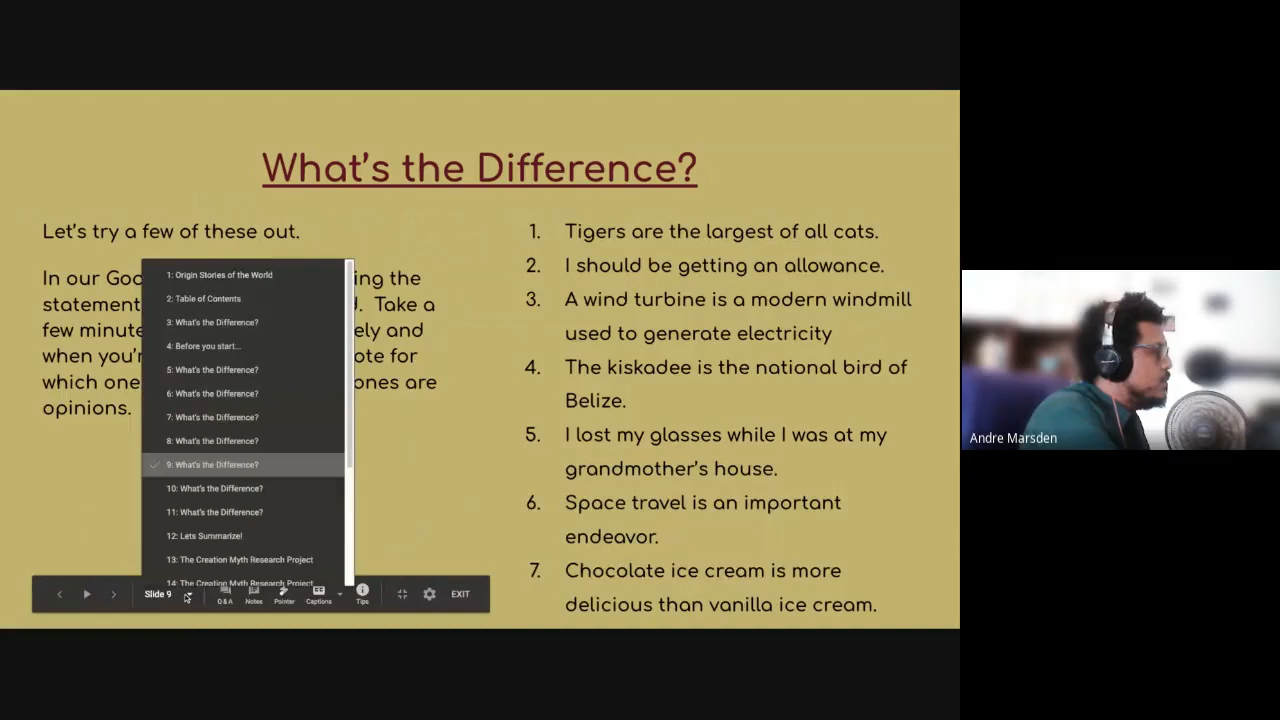 What's the Difference?
Let's try a few of these out.
In our Goo ing the
statement d. Take a
few minute ely and
when you'r ote for
which one ones are
opinions.
1. Tigers are the largest of all cats.
2. I should be getting an allowance.
3. A wind turbine is a modern windmill
used to generate electricity
4. The kiskadee is the national bird of
Belize.
5. I lost my glasses while I was at my
grandmother's house.
6. Space travel is an important
endeavor.
7. Chocolate ice cream is more
delicious than vanilla ice cream.
1: Origin Stories of the World
2: Table of Contents
3: What's the Difference?
4: Before you start...
5: What's the Difference?
6: What's the Difference?
7: What's the Difference?
8: What's the Difference?
9: What's the Difference?
10: What's the Difference?
11: What's the Difference?
12: Lets Summarize!
13: The Creation Myth Research Project
14: The Creation Myth Research Project
Slide 9
Q&A
Notes
Pointer
Captions
Tips
EXIT
Andre Marsden